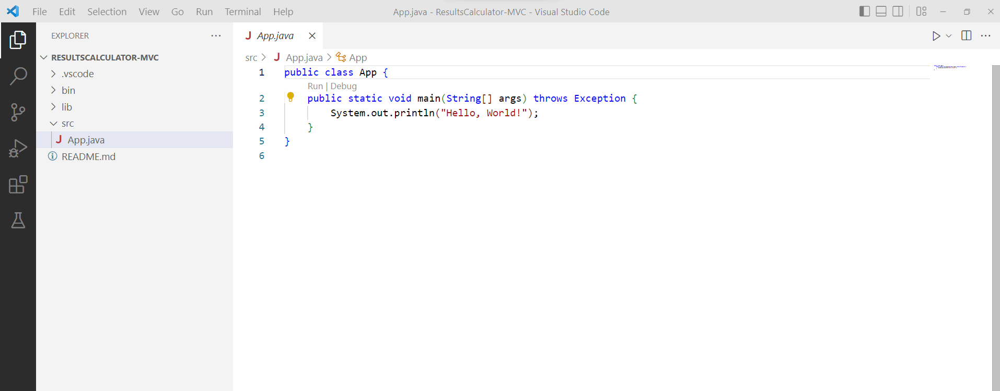 File Edit Selection View Go Run Terminal Help
App.java - ResultsCalculator-MVC - Visual Studio Code
EXPLORER
RESULTSCALCULATOR-MVC
.vscode
bin
lib
src
J App.java
README.md
J App.java
src > J App.java > App
1 public class App {
Run | Debug
2 public static void main(String[] args) throws Exception {
3 System.out.println("Hello, World!");
4 }
5 }
6